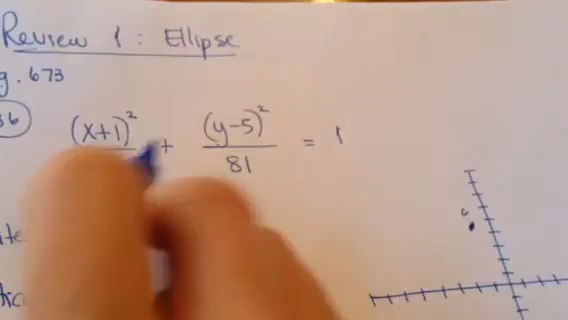 Review 1 : Ellipse
g. 673
36
(x+1)² + (y-5)² = 1
81
c